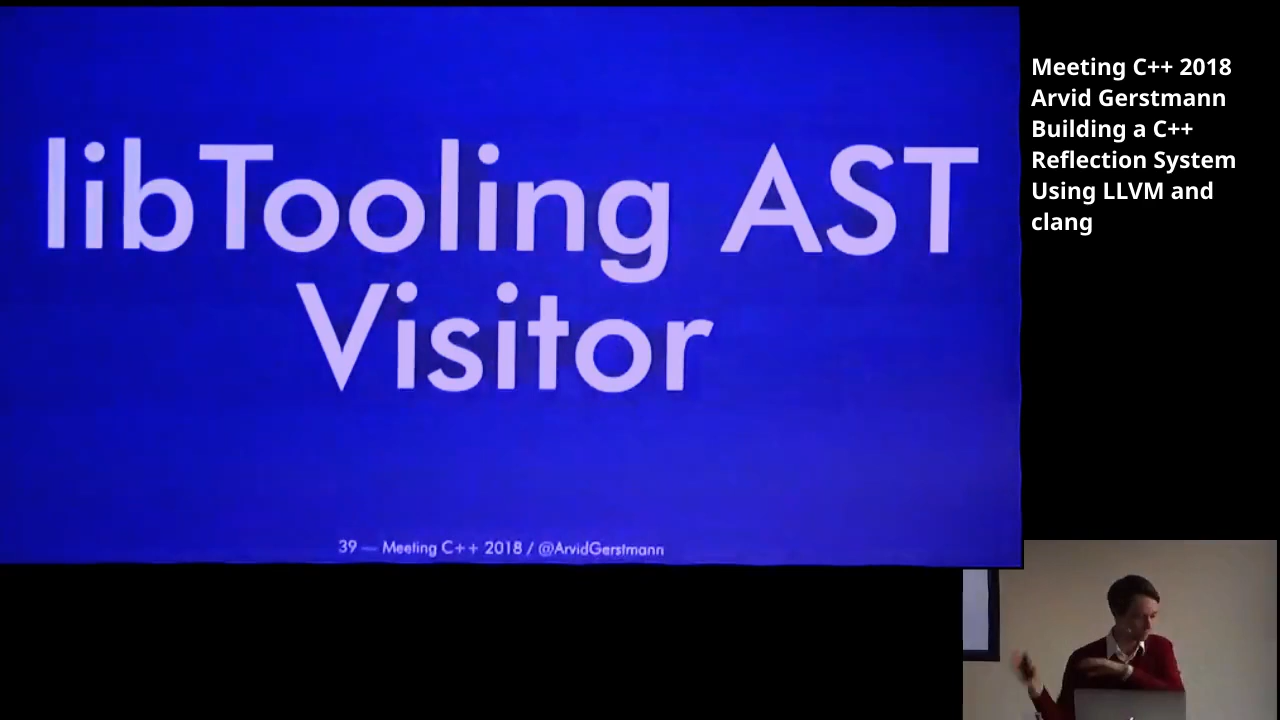 libTooling AST
Visitor
39 — Meeting C++ 2018 / @ArvidGerstmann
Meeting C++ 2018
Arvid Gerstmann
Building a C++
Reflection System
Using LLVM and
clang